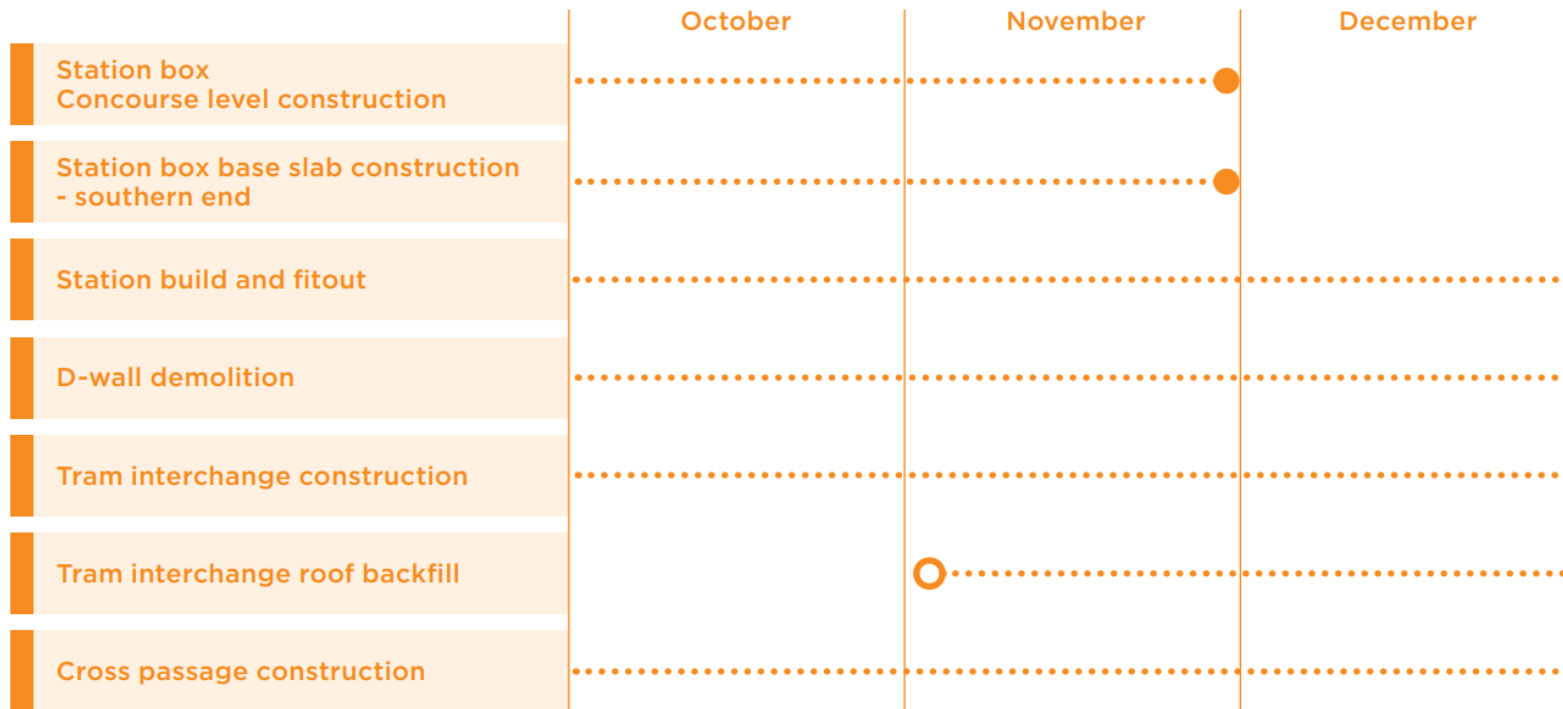 October November December
Station box
Concourse level construction
Station box base slab construction
- southern end
Station build and fitout
D-wall demolition
Tram interchange construction
Tram interchange roof backfill
Cross passage construction